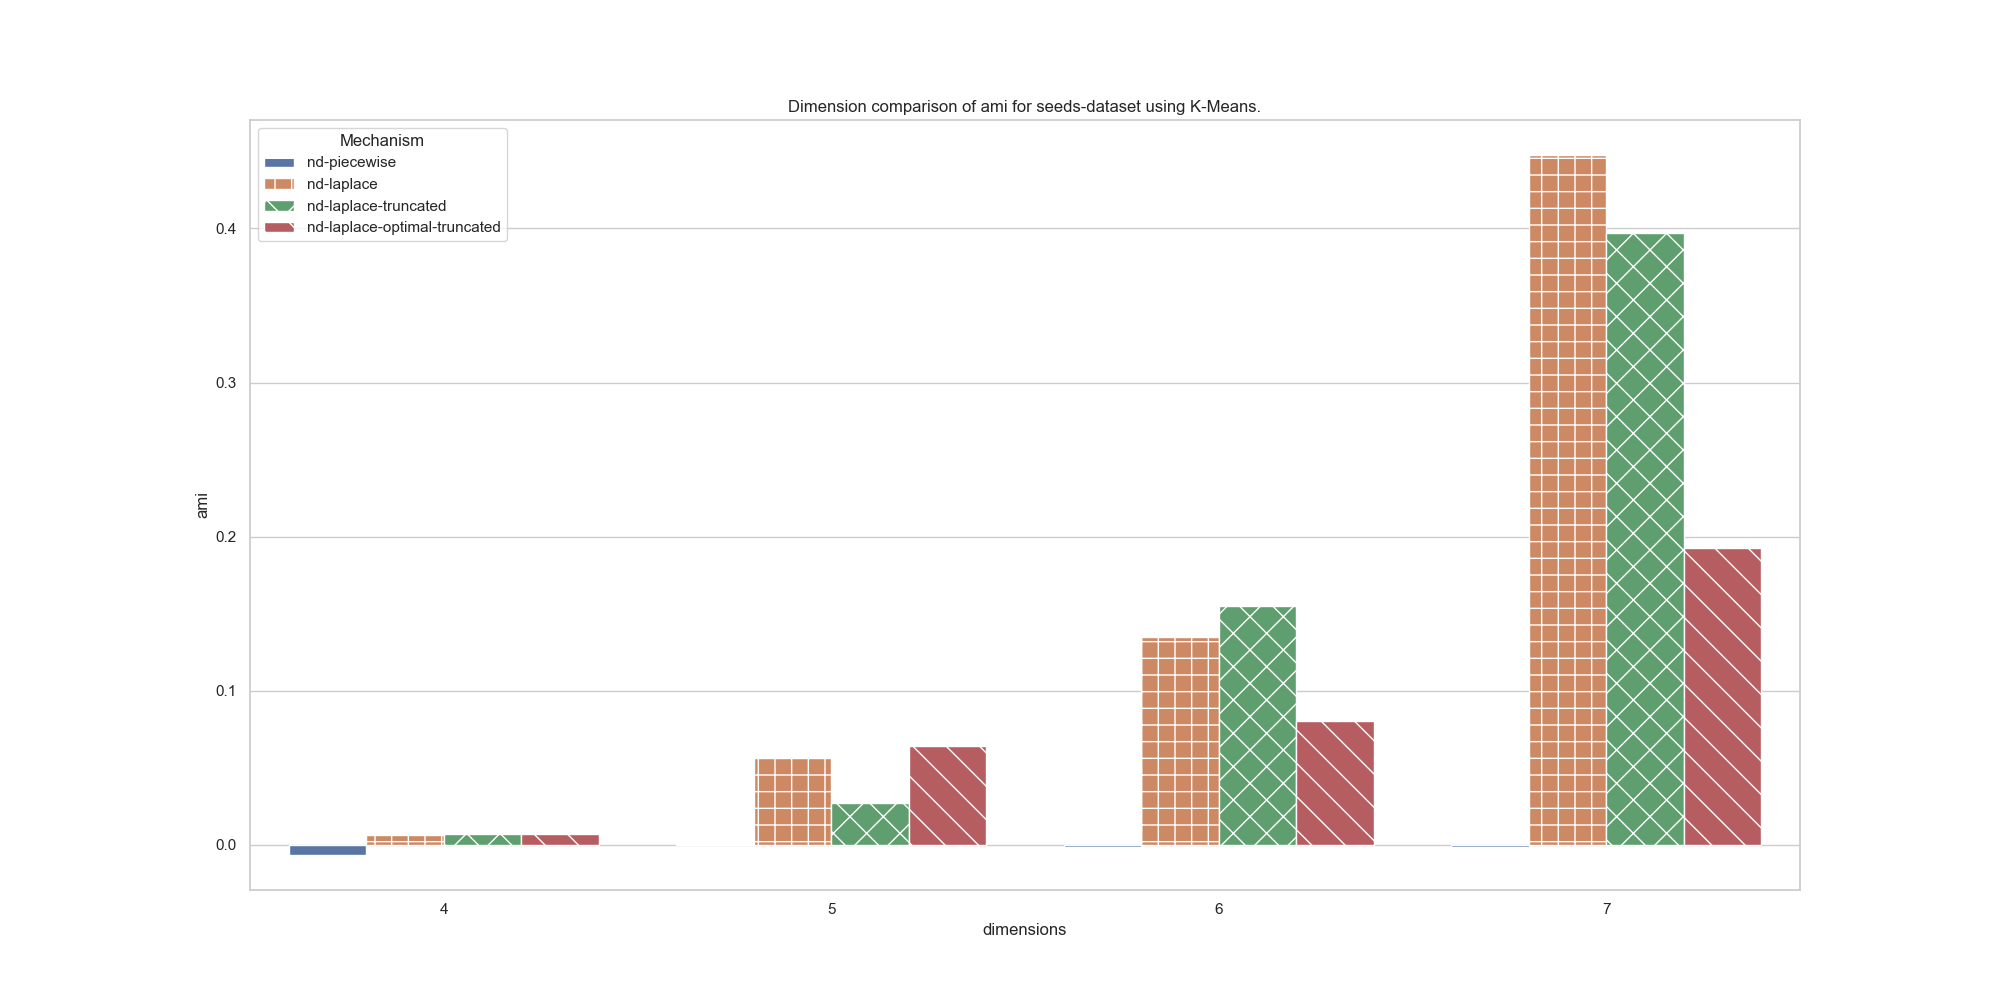 Dimension comparison of ami for seeds-dataset using K-Means.
Mechanism
nd-piecewise
nd-laplace
nd-laplace-truncated
nd-laplace-optimal-truncated
0.4
0.3
0.2
0.1
0.0
ami
4 5 6 7
dimensions